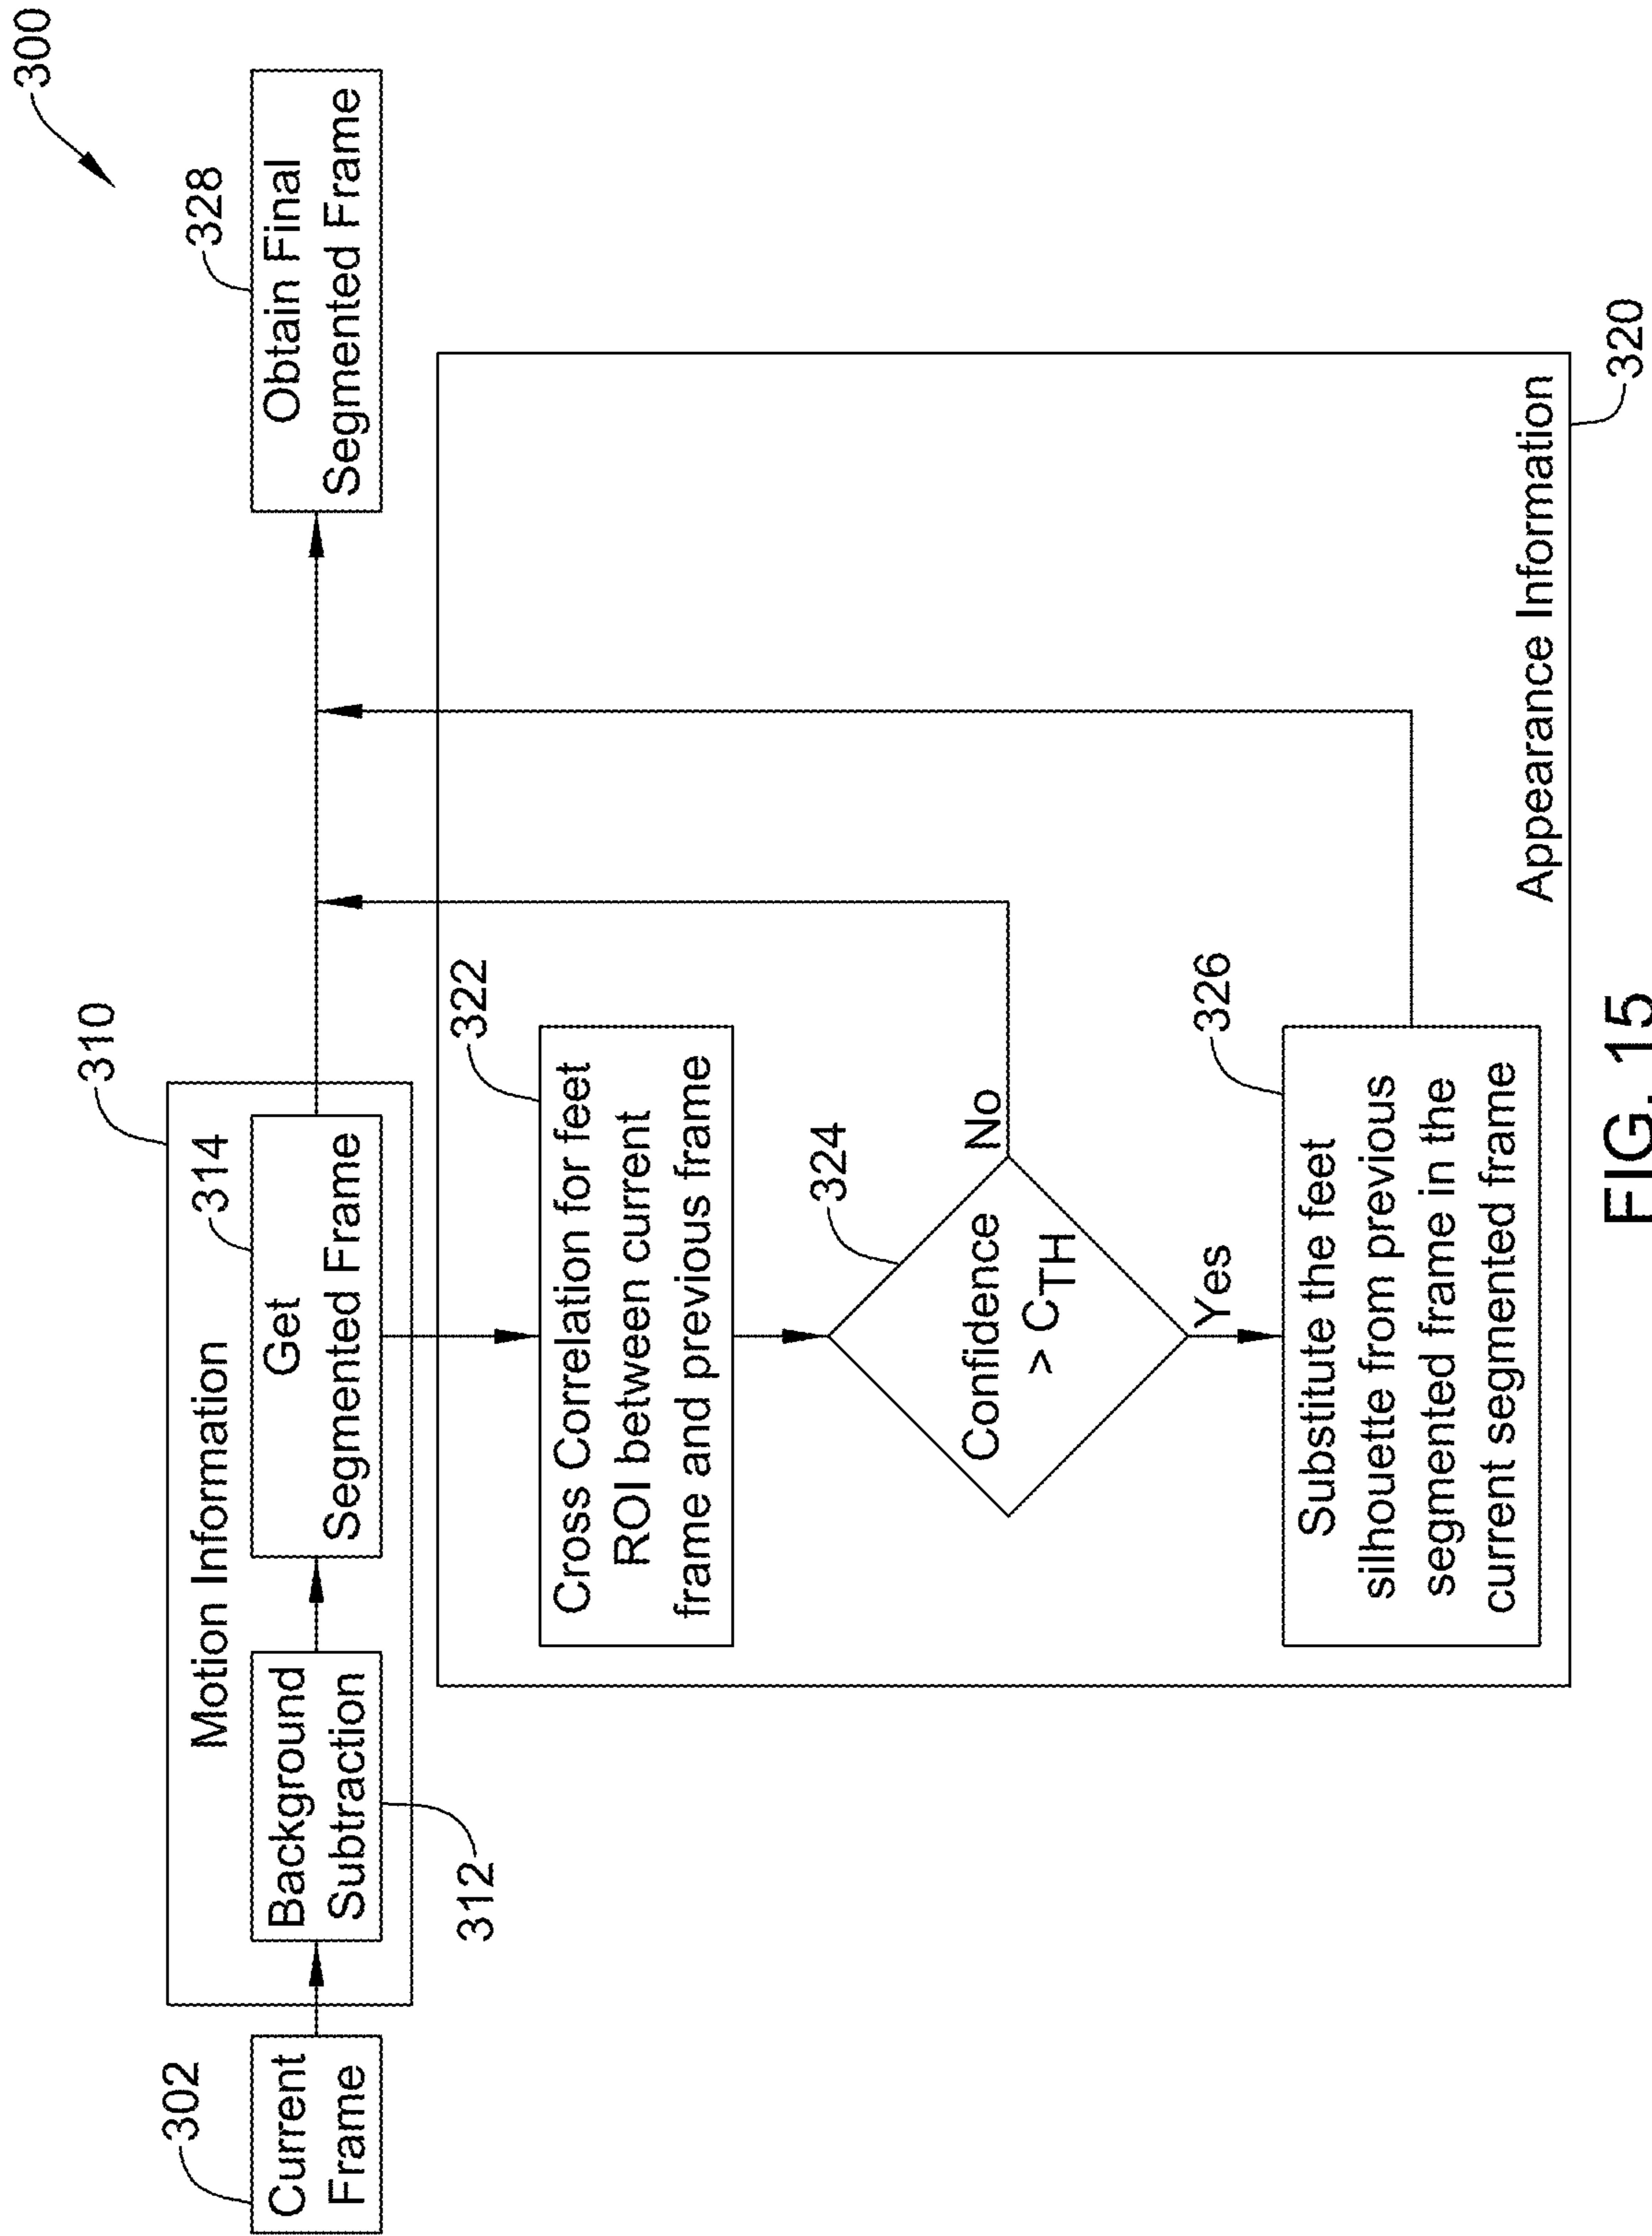 300
302
Current
Frame
310
Motion Information
Background
Subtraction
312
314
Get
Segmented Frame
328
Obtain Final
Segmented Frame
322
Cross Correlation for feet
ROI between current
frame and previous frame
324
Confidence
> CTH
No
Yes
326
Substitute the feet
silhouette from previous
segmented frame in the
current segmented frame
Appearance Information
320
FIG. 15